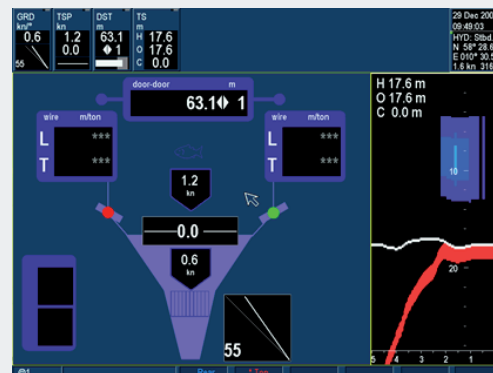 GRD
kn/°
0.6
55
TSP
kn
1.2
0.0
DST
m
63.1
1
TS
m
H 17.6
O 17.6
C 0.0
29 Dec 200
09:49:03
HYD: Stbd.
N 58° 28.6
E 010° 30.5
1.6 kn 316
door-door m
63.1 1
wire m/ton
L ***
T ***
wire m/ton
L ***
T ***
1.2
kn
0.0
0.6
kn
55
H 17.6 m
O 17.6 m
C 0.0 m
10
20
5 4 3 2 1 0